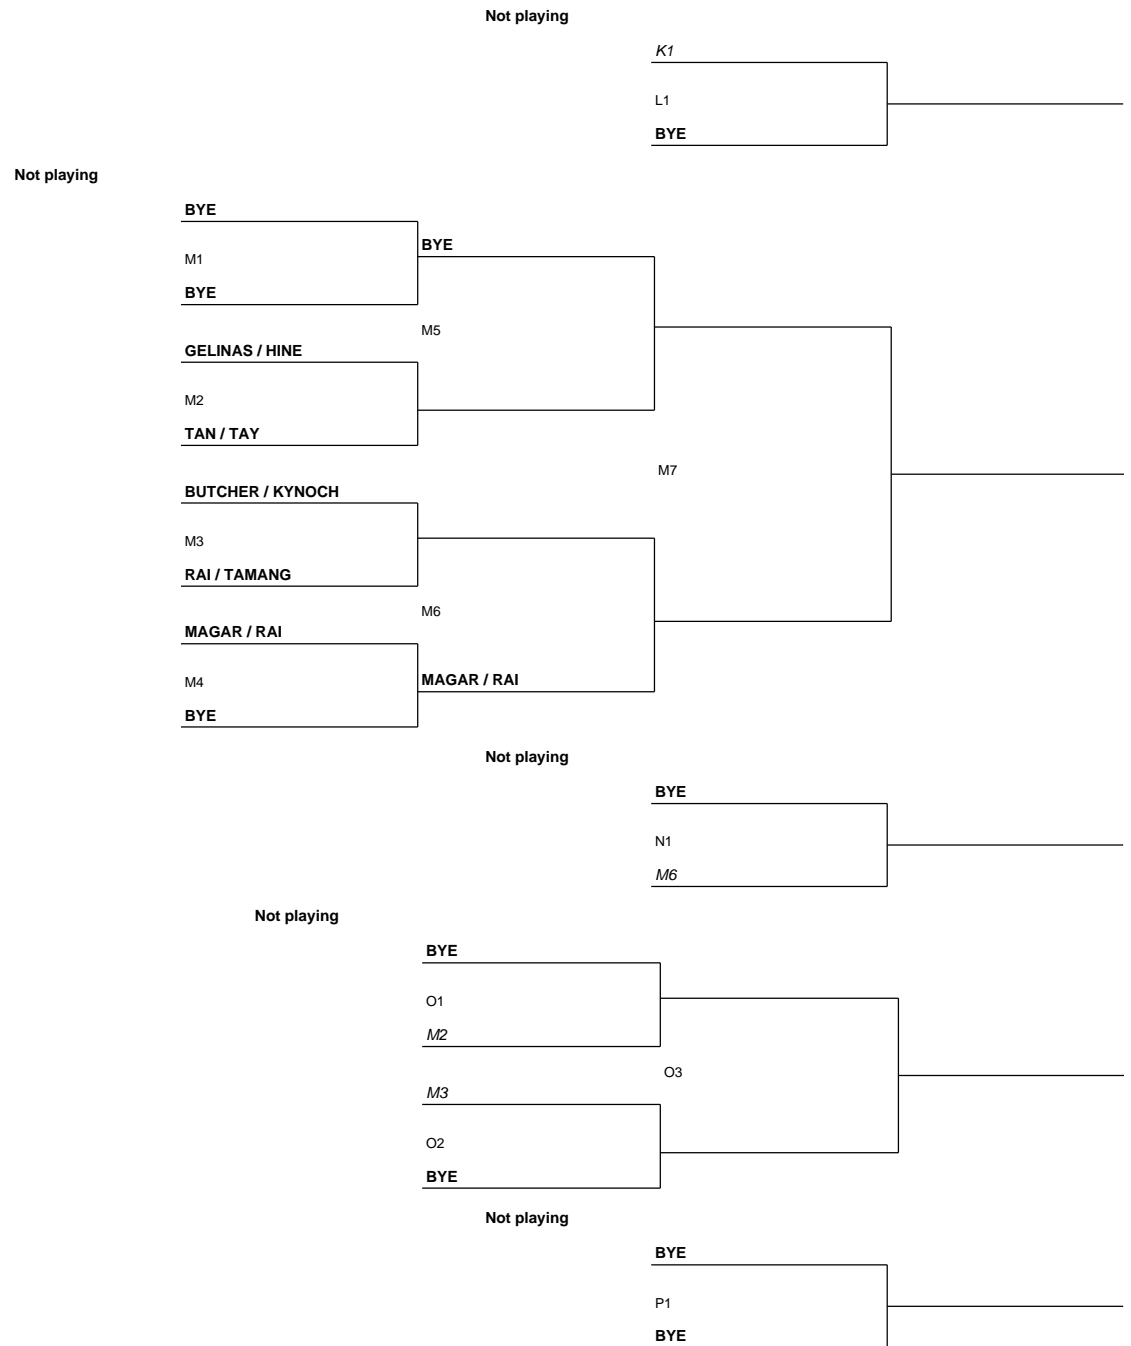 Not playing
K1
L1
BYE
Not playing
BYE
BYE
M1
BYE
M5
GELINAS / HINE
M2
TAN / TAY
M7
BUTCHER / KYNOCH
M3
RAI / TAMANG
M6
MAGAR / RAI
MAGAR / RAI
M4
BYE
Not playing
BYE
N1
M6
Not playing
BYE
O1
M2
O3
M3
O2
BYE
Not playing
BYE
P1
BYE